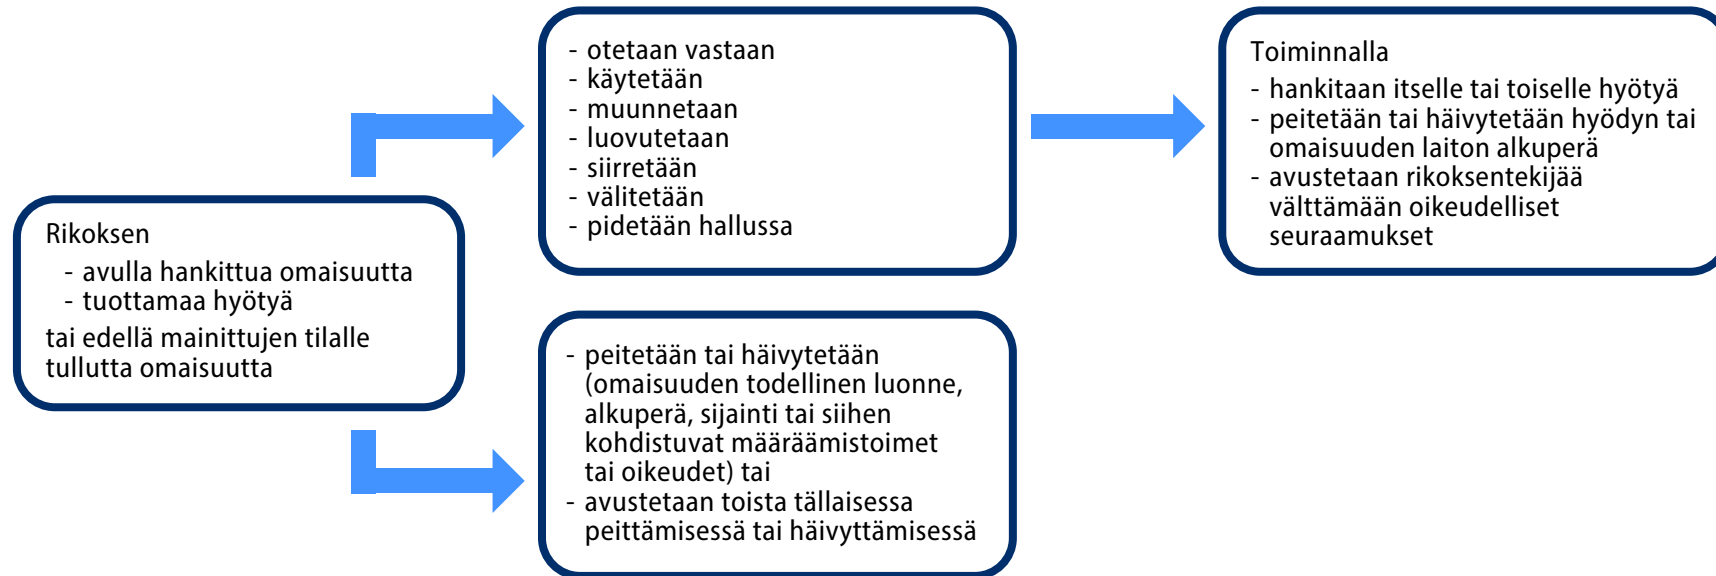 Rikoksen
- avulla hankittua omaisuutta
- tuottamaa hyötyä
tai edellä mainittujen tilalle
tullutta omaisuutta
- otetaan vastaan
- käytetään
- muunnetaan
- luovutetaan
- siirretään
- välitetään
- pidetään hallussa
Toiminnalla
- hankitaan itselle tai toiselle hyötyä
- peitetään tai häivytetään hyödyn tai
omaisuuden laiton alkuperä
- avustetaan rikoksentekijää
välttämään oikeudelliset
seuraamukset
- peitetään tai häivytetään
(omaisuuden todellinen luonne,
alkuperä, sijainti tai siihen
kohdistuvat määräämistoimet
tai oikeudet) tai
- avustetaan toista tällaisessa
peittämisessä tai häivyttämisessä